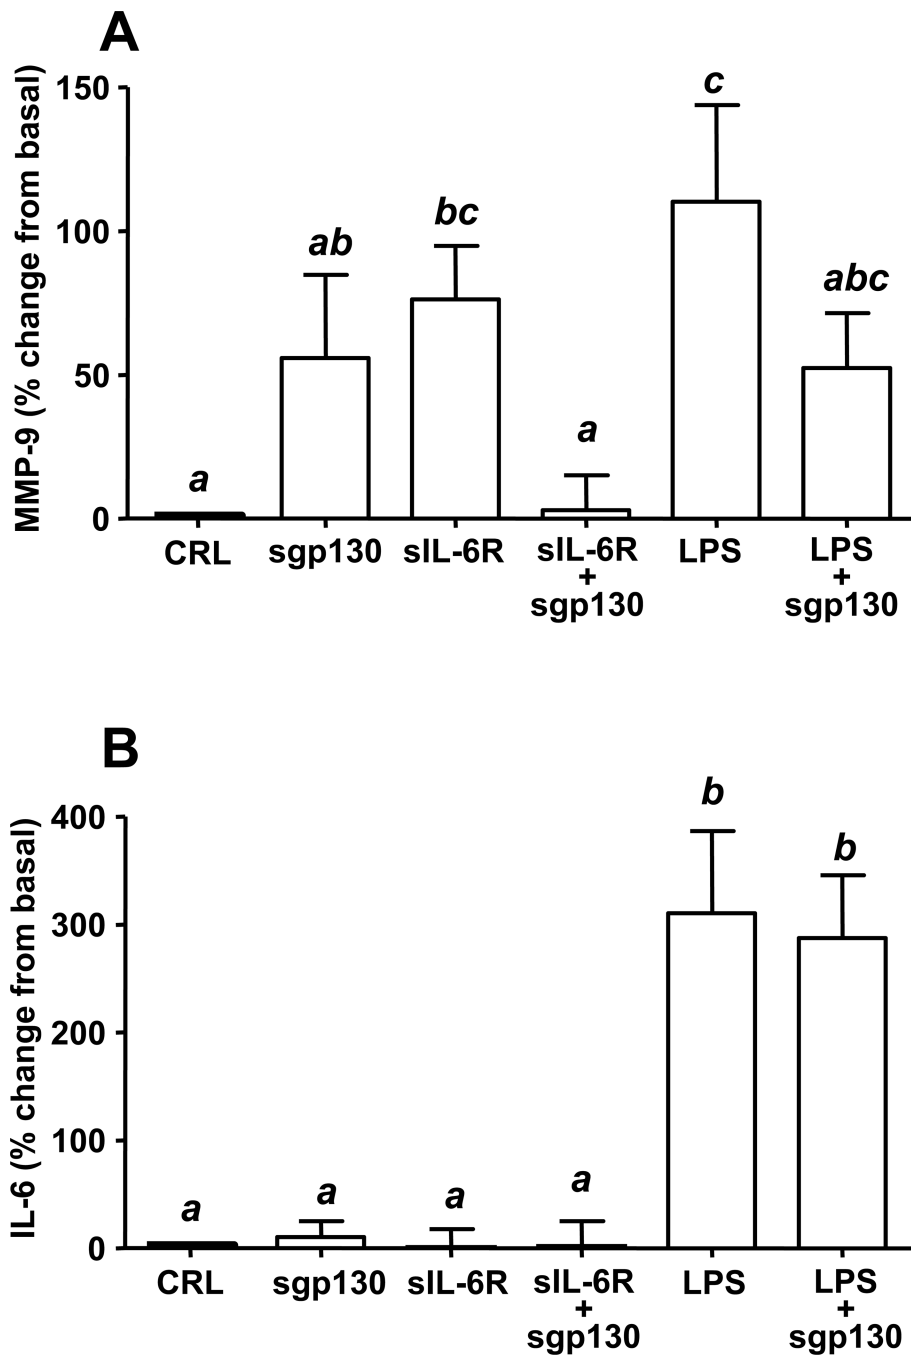 A
MMP-9 (% change from basal)
150
100
50
0
a
ab
bc
a
c
abc
CRL
sgp130
sIL-6R
sIL-6R
+
sgp130
LPS
LPS
+
sgp130
B
IL-6 (% change from basal)
400
300
200
100
0
a
a
a
a
b
b
CRL
sgp130
sIL-6R
sIL-6R
+
sgp130
LPS
LPS
+
sgp130